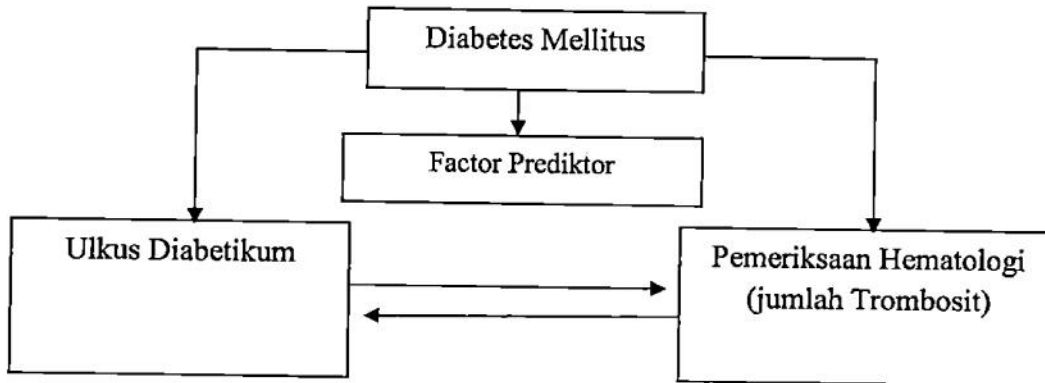 Diabetes Mellitus
Factor Prediktor
Ulkus Diabetikum
Pemeriksaan Hematologi
(jumlah Trombosit)